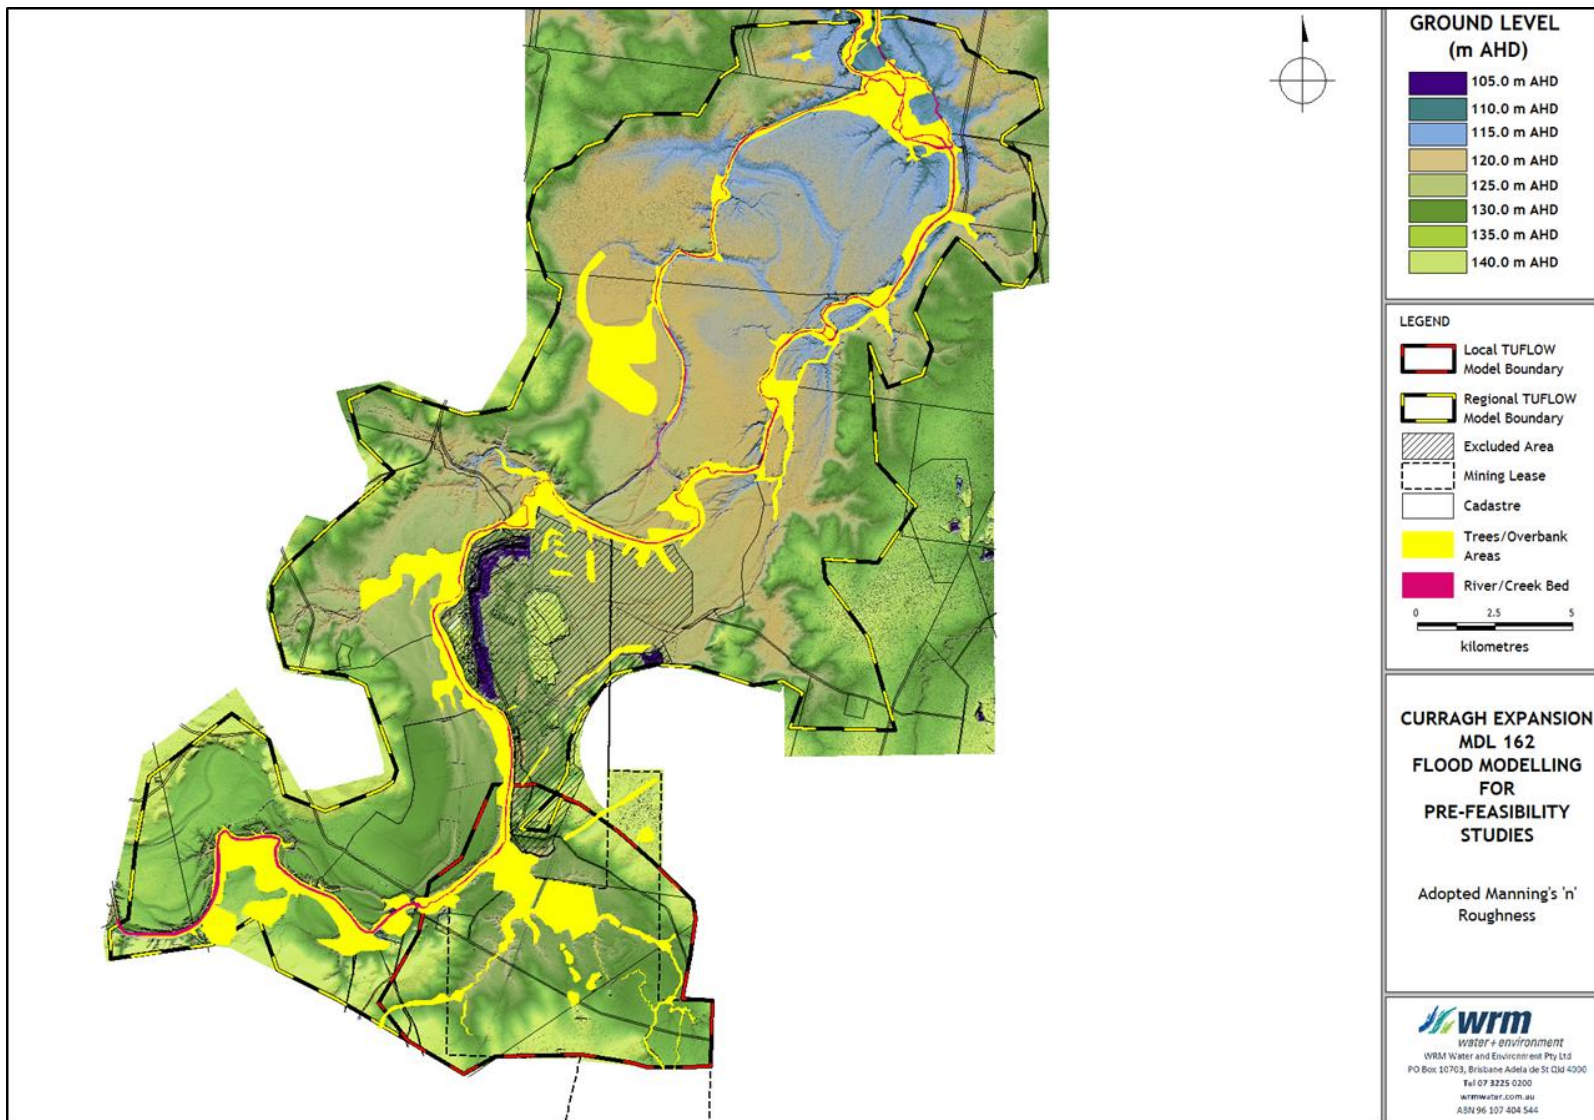 GROUND LEVEL
(m AHD)
105.0 m AHD
110.0 m AHD
115.0 m AHD
120.0 m AHD
125.0 m AHD
130.0 m AHD
135.0 m AHD
140.0 m AHD
LEGEND
Local TUFLOW
Model Boundary
Regional TUFLOW
Model Boundary
Excluded Area
Mining Lease
Cadastre
Trees/Overbank
Areas
River/Creek Bed
0 2.5 5
kilometres
CURRAGH EXPANSION
MDL 162
FLOOD MODELLING
FOR
PRE-FEASIBILITY
STUDIES
Adopted Manning's 'n'
Roughness
wrm
water + environment
WRM Water and Environment Pty Ltd
PO Box 10703, Brisbane Adelaide St Qld 4000
Tel 07 3225 0200
wrmwater.com.au
ABN 96 107 404 544